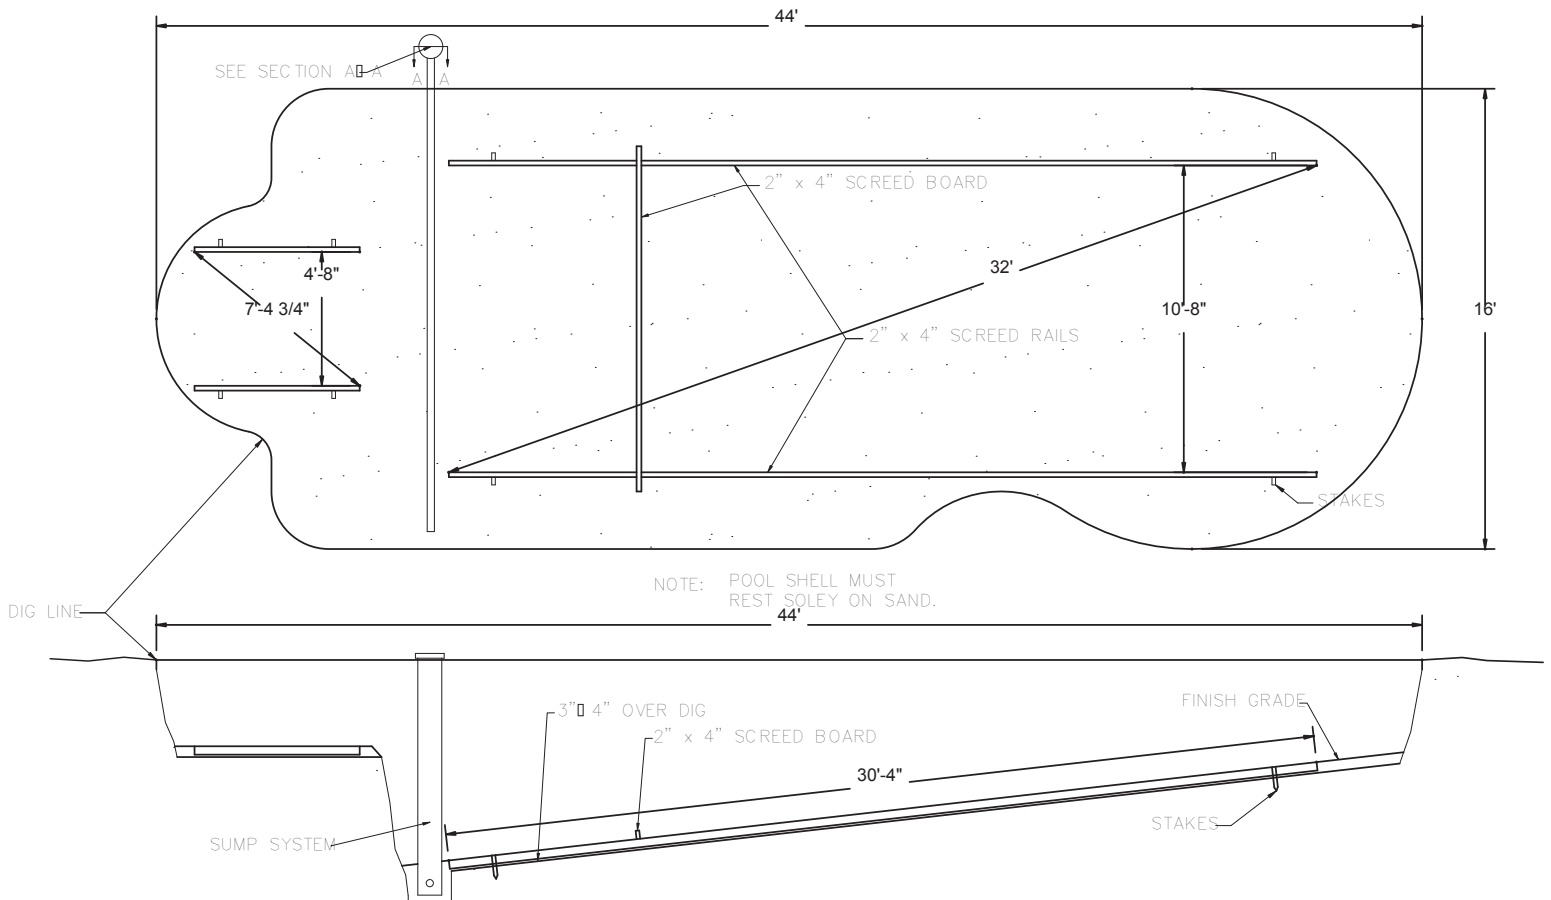 44'
SEE SECTION A▯A
A A
2” x 4” SCREED BOARD
4'-8"
32'
7'-4 3/4"
10'-8"
16'
2” x 4” SCREED RAILS
STAKES
NOTE: POOL SHELL MUST
REST SOLEY ON SAND.
DIG LINE
44'
FINISH GRADE
3”▯4” OVER DIG
2” x 4” SCREED BOARD
30'-4"
STAKES
SUMP SYSTEM